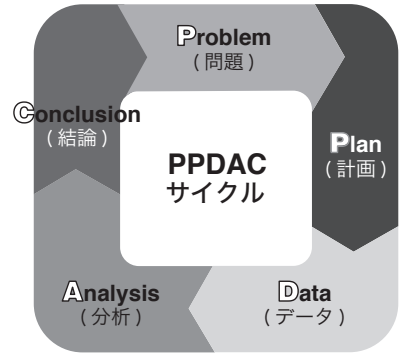 Problem
(問題)
Plan
(計画)
Data
(データ)
Analysis
(分析)
Conclusion
(結論)
PPDAC
サイクル